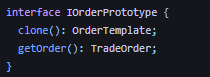 interface IOrderPrototype {
  clone(): OrderTemplate;
  getOrder(): TradeOrder;
}